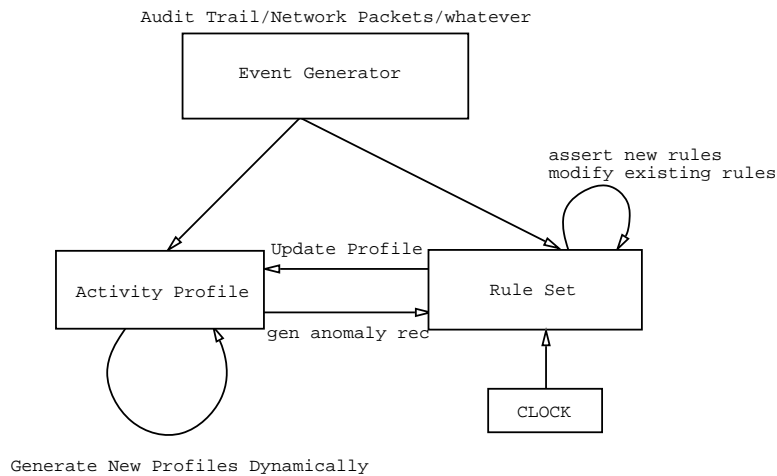 Audit Trail/Network Packets/whatever
Event Generator
assert new rules
modify existing rules
Update Profile
Activity Profile
Rule Set
gen anomaly rec
CLOCK
Generate New Profiles Dynamically